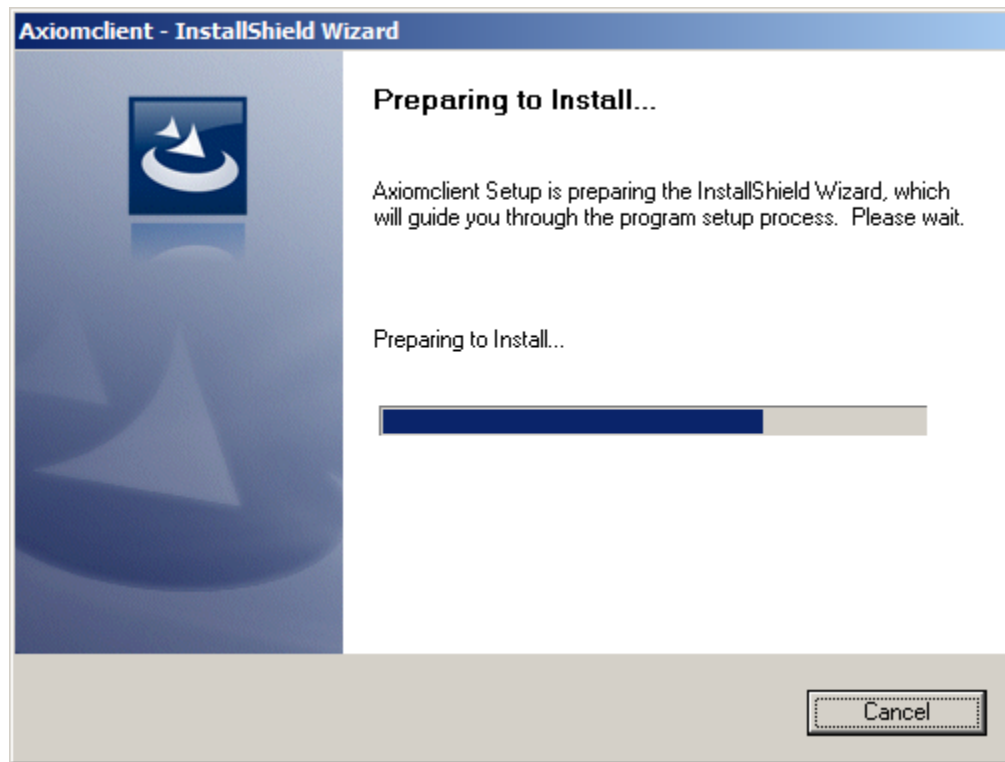 Axiomclient - InstallShield Wizard
Preparing to Install...
Axiomclient Setup is preparing the InstallShield Wizard, which
will guide you through the program setup process.  Please wait.
Preparing to Install...
Cancel